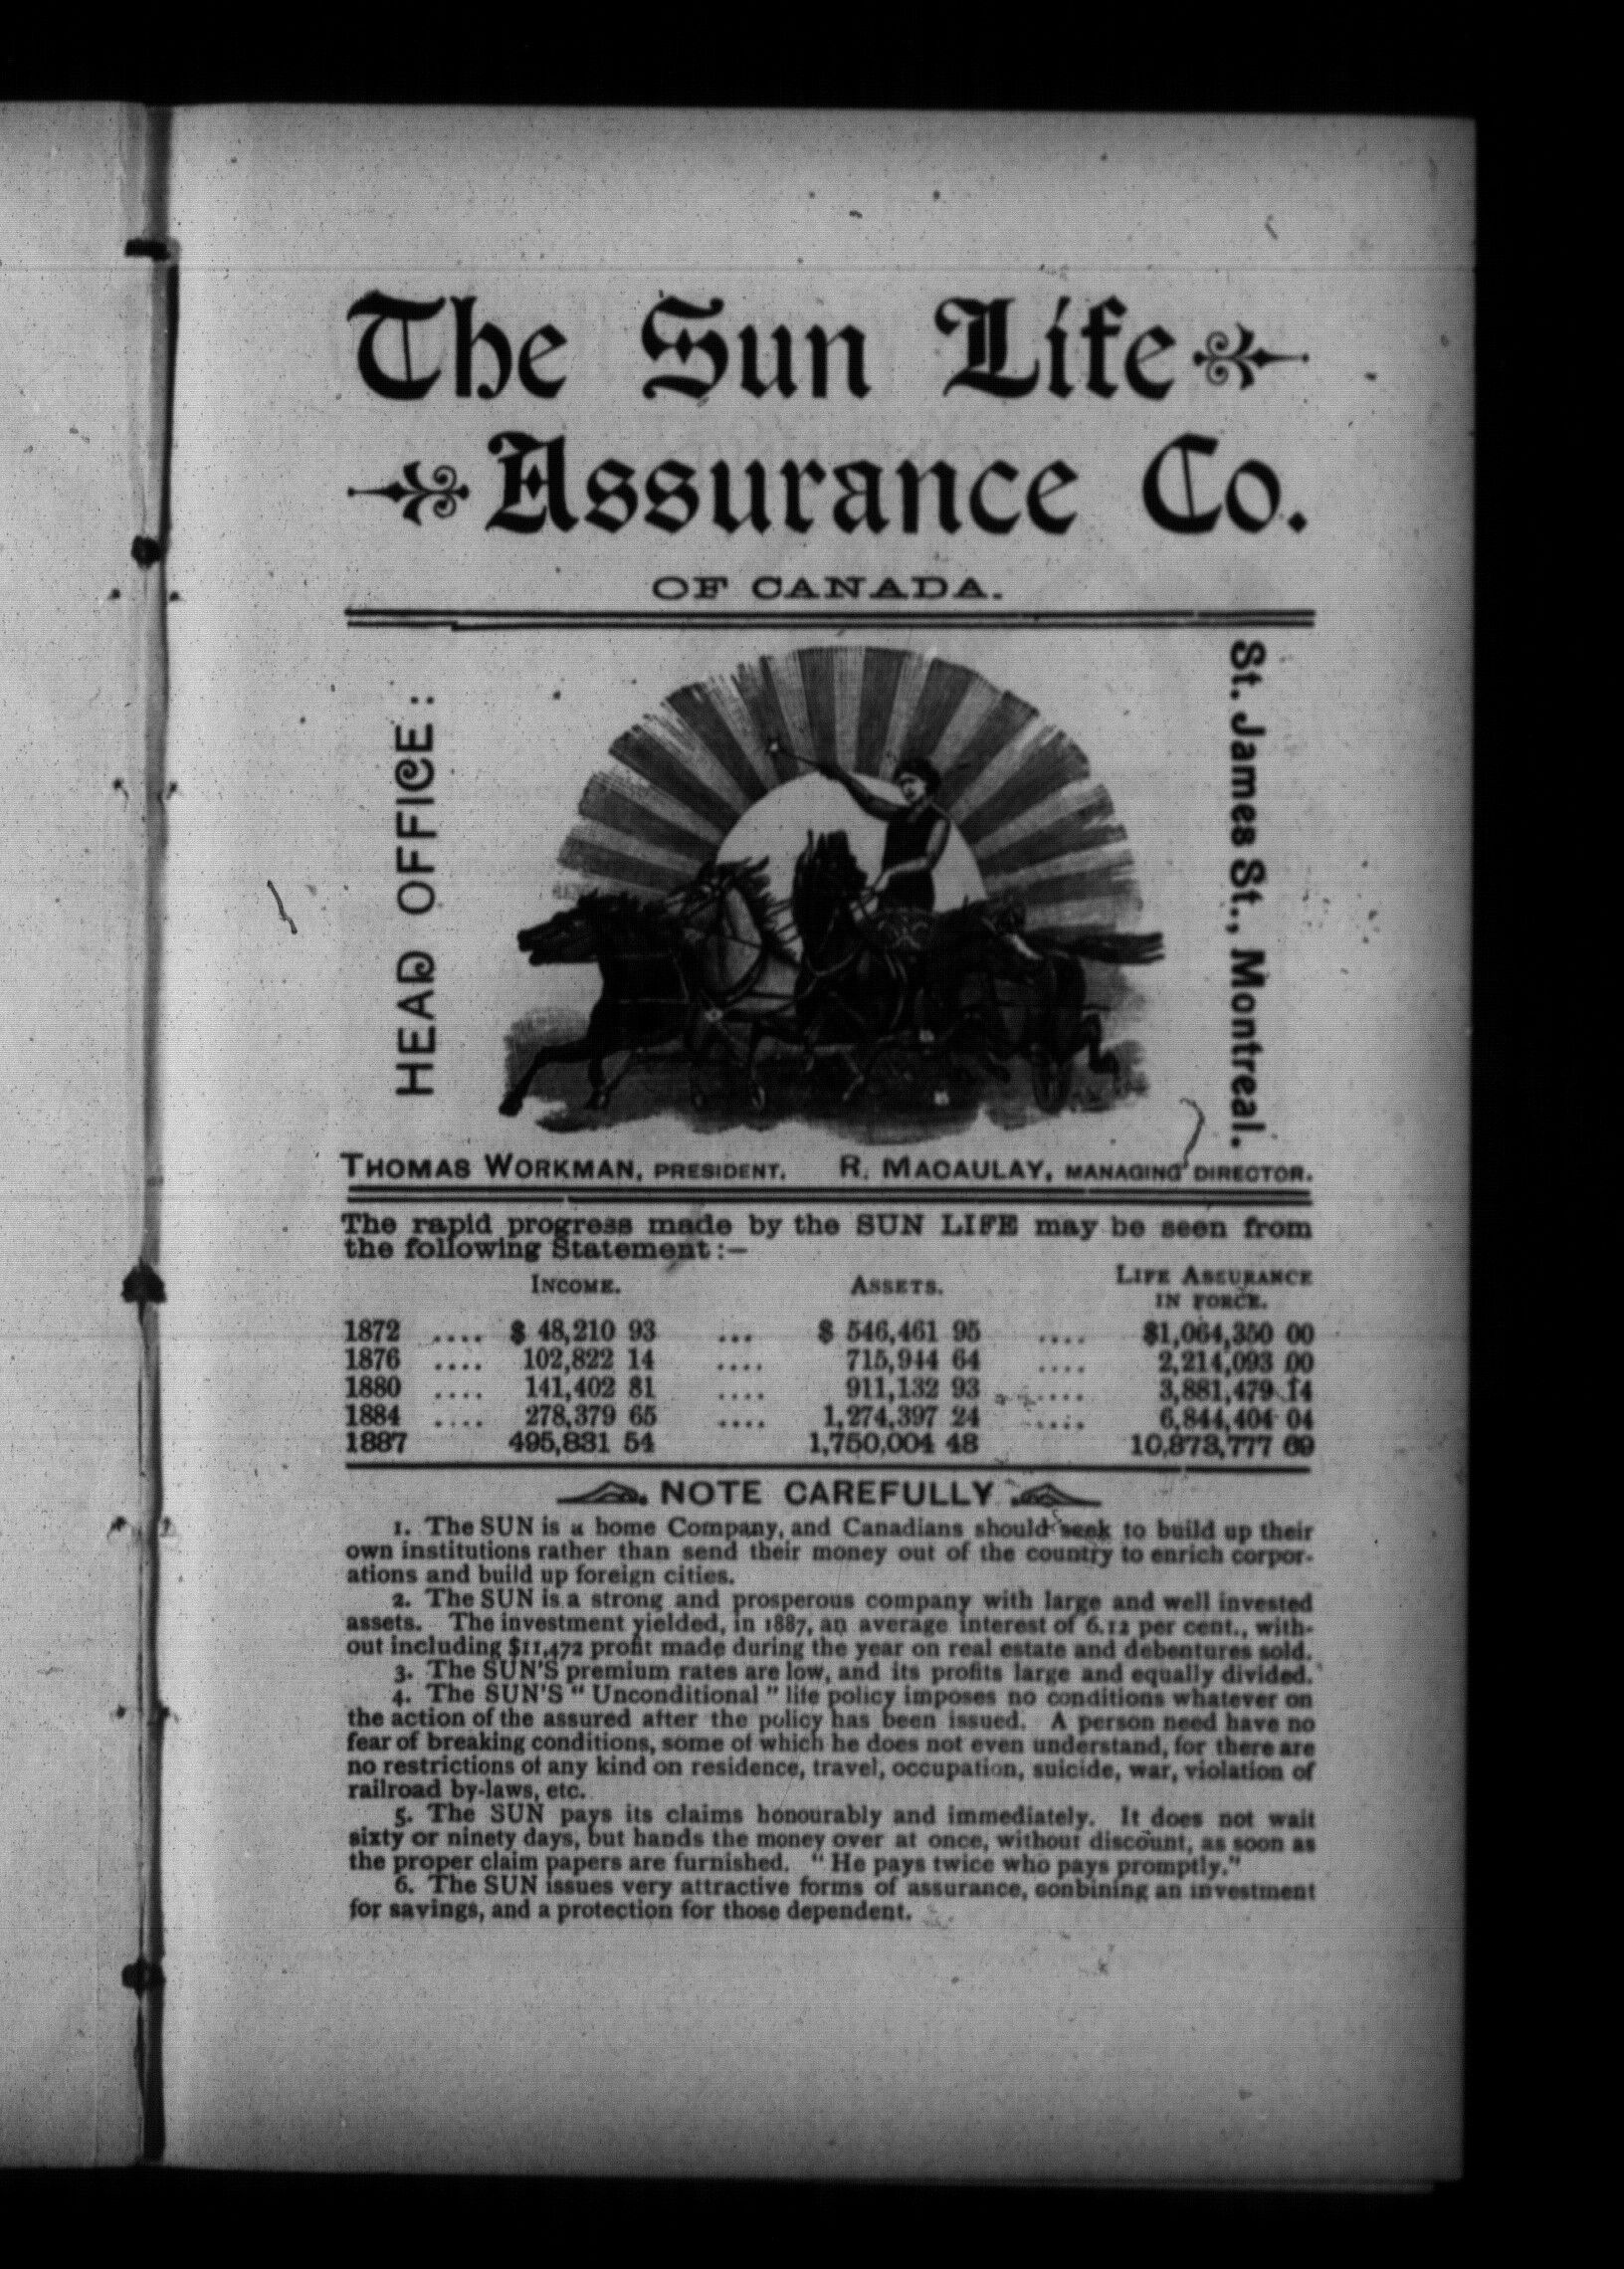 The Sun Life
Assurance Co.
OF CANADA.
HEAD OFFICE:
St. James St., Montreal.
THOMAS WORKMAN, PRESIDENT. R. MACAULAY, MANAGING DIRECTOR.
The rapid progress made by the SUN LIFE may be seen from
the following Statement:—
INCOME. ASSETS. LIFE ASSURANCE
IN FORCE.
1872 .... $ 48,210 93 ... $ 546,461 95 .... $1,064,350 00
1876 .... 102,822 14 .... 715,944 64 .... 2,214,093 00
1880 .... 141,402 81 .... 911,132 93 .... 3,881,479 14
1884 .... 278,379 65 .... 1,274,397 24 .... 6,844,404 04
1887 495,831 54 1,750,004 48 10,873,777 69
NOTE CAREFULLY
1. The SUN is a home Company, and Canadians should seek to build up their
own institutions rather than send their money out of the country to enrich corpor-
ations and build up foreign cities.
2. The SUN is a strong and prosperous company with large and well invested
assets. The investment yielded, in 1887, an average interest of 6.12 per cent., with-
out including $11,472 profit made during the year on real estate and debentures sold.
3. The SUN'S premium rates are low, and its profits large and equally divided.
4. The SUN'S " Unconditional " life policy imposes no conditions whatever on
the action of the assured after the policy has been issued. A person need have no
fear of breaking conditions, some of which he does not even understand, for there are
no restrictions of any kind on residence, travel, occupation, suicide, war, violation of
railroad by-laws, etc.
5. The SUN pays its claims honourably and immediately. It does not wait
sixty or ninety days, but hands the money over at once, without discount, as soon as
the proper claim papers are furnished. " He pays twice who pays promptly."
6. The SUN issues very attractive forms of assurance, conbining an investment
for savings, and a protection for those dependent.